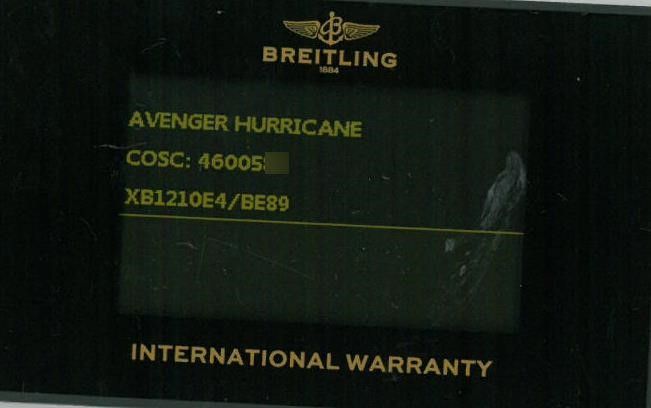 BREITLING
1884
AVENGER HURRICANE
COSC: 46005
XB1210E4/BE89
INTERNATIONAL WARRANTY